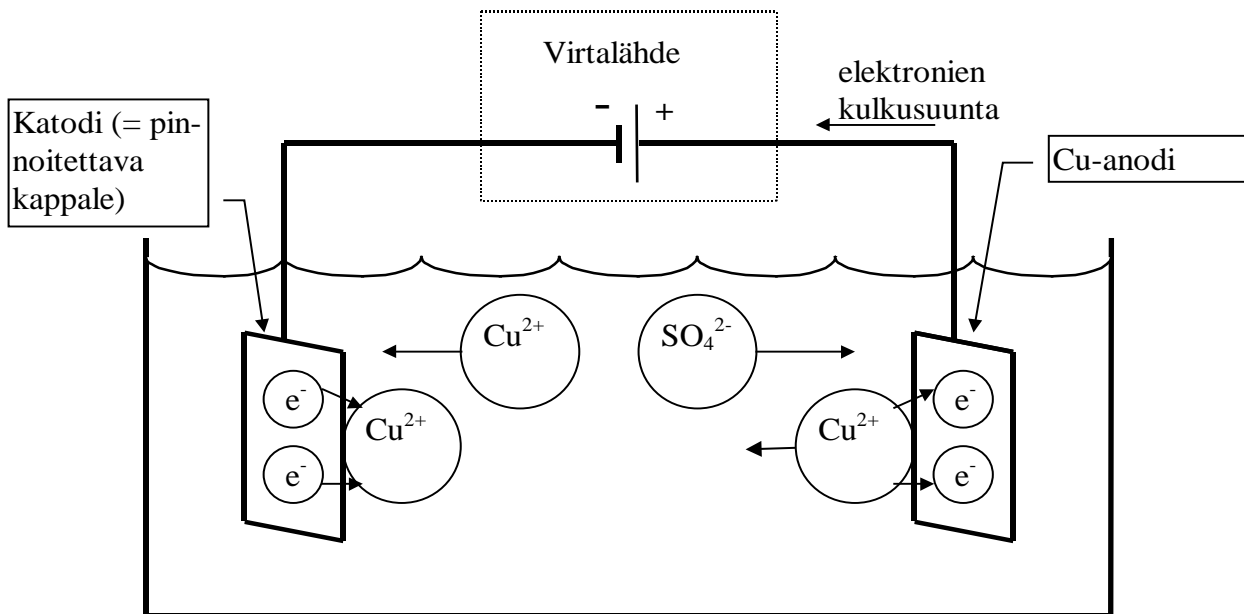 Virtalähde
- +
elektronien
kulkusuunta
Katodi (= pin-
noitettava
kappale)
Cu-anodi
Cu²⁺
SO₄²⁻
e⁻
e⁻
Cu²⁺
Cu²⁺
e⁻
e⁻